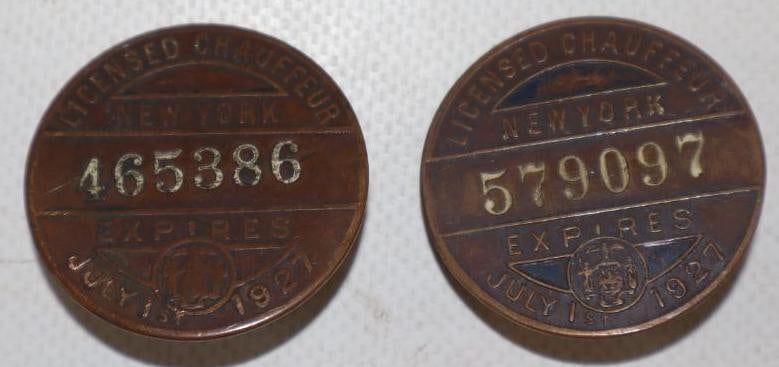 LICENSED CHAUFFEUR
NEW YORK
465386
EXPIRES
JULY 1ST 1927
LICENSED CHAUFFEUR
NEW YORK
579097
EXPIRES
JULY 1ST 1927